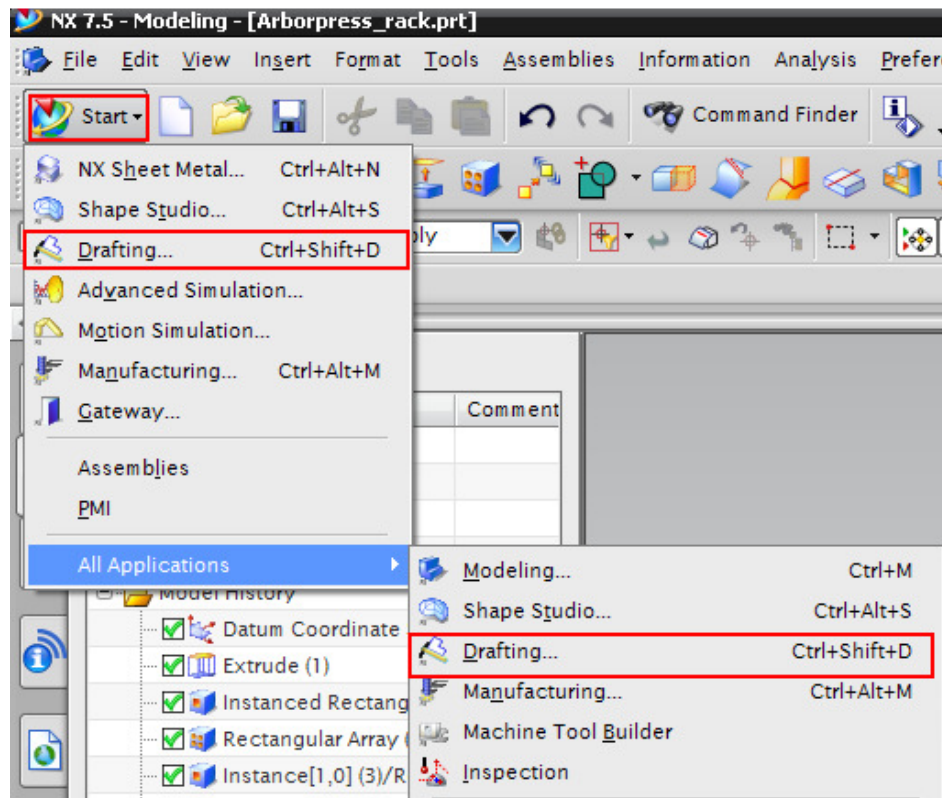 NX 7.5 - Modeling - [Arborpress_rack.prt]
File Edit View Insert Format Tools Assemblies Information Analysis
Start Command Finder
NX Sheet Metal... Ctrl+Alt+N
Shape Studio... Ctrl+Alt+S
Drafting... Ctrl+Shift+D
Advanced Simulation...
Motion Simulation...
Manufacturing... Ctrl+Alt+M
Gateway...
Comment
Assemblies
PMI
All Applications
Modeling... Ctrl+M
Model History
Shape Studio... Ctrl+Alt+S
Datum Coordinate
Drafting... Ctrl+Shift+D
Extrude (1)
Manufacturing... Ctrl+Alt+M
Instanced Rectang
Machine Tool Builder
Rectangular Array (
Inspection
Instance[1,0] (3)/R